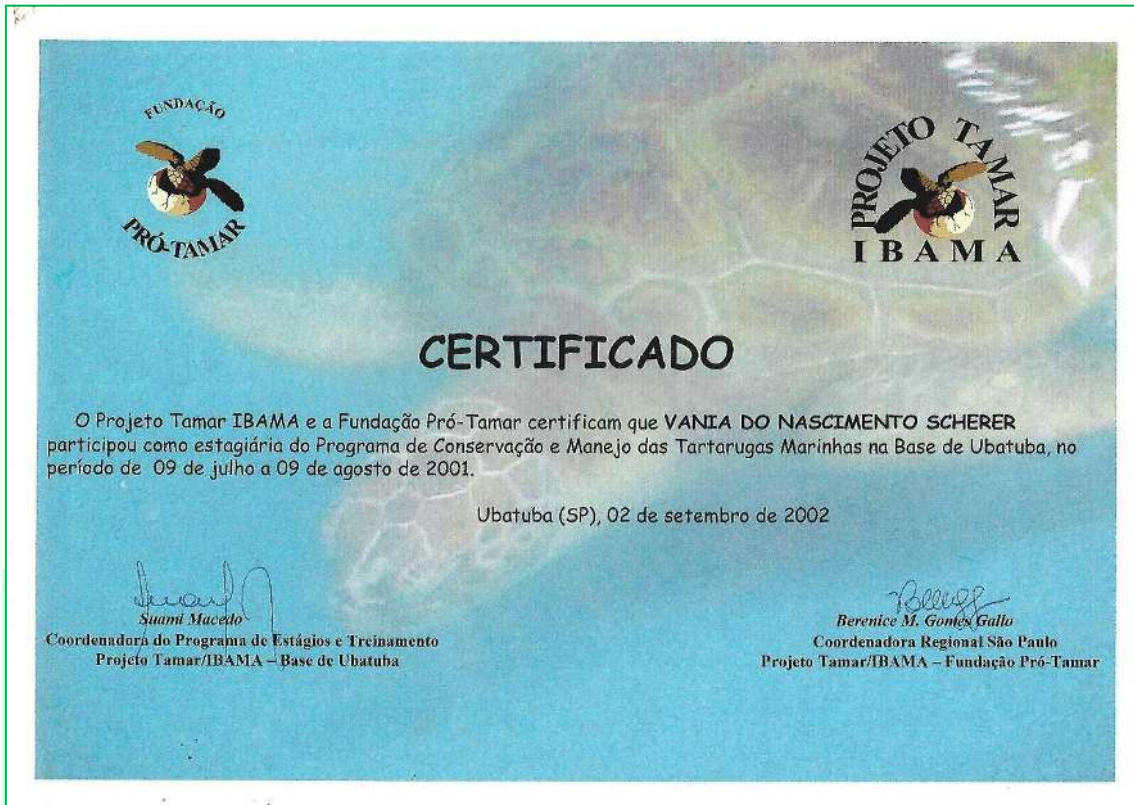 FUNDAÇÃO
PRÓ-TAMAR
PROJETO TAMAR
IBAMA
CERTIFICADO
O Projeto Tamar IBAMA e a Fundação Pró-Tamar certificam que VANIA DO NASCIMENTO SCHERER
participou como estagiária do Programa de Conservação e Manejo das Tartarugas Marinhas na Base de Ubatuba, no
período de 09 de julho a 09 de agosto de 2001.
Ubatuba (SP), 02 de setembro de 2002
Suami Macedo
Coordenadora do Programa de Estágios e Treinamento
Projeto Tamar/IBAMA – Base de Ubatuba
Berenice M. Gomes Gallo
Coordenadora Regional São Paulo
Projeto Tamar/IBAMA – Fundação Pró-Tamar